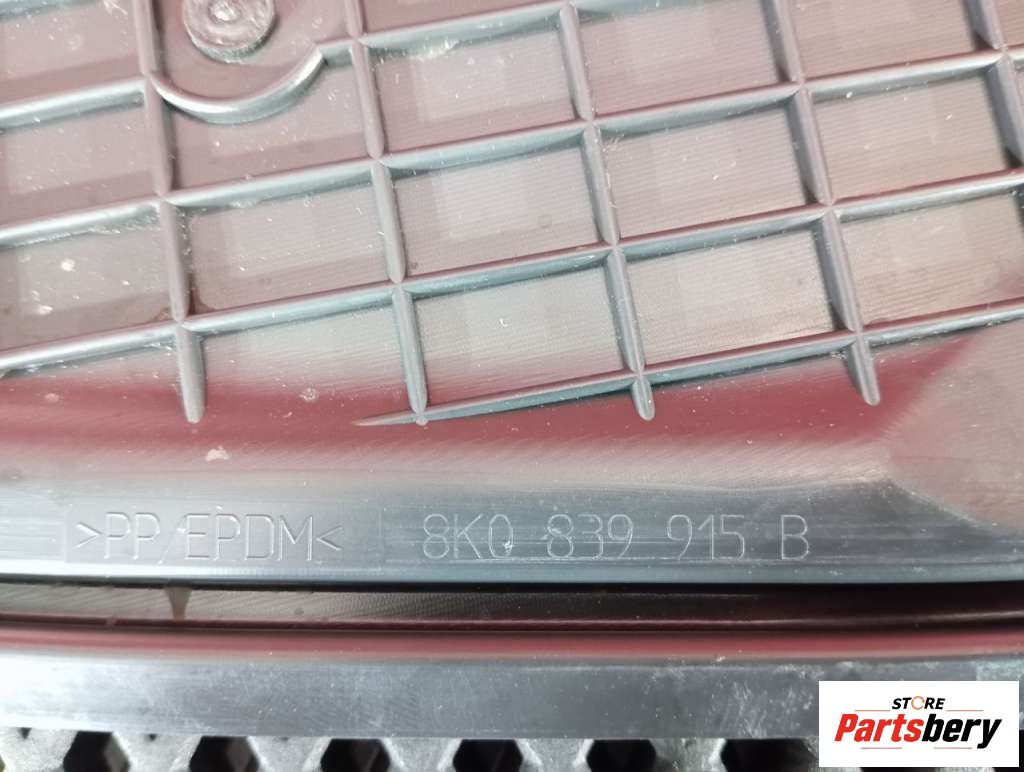 >PP/EPDM< 8K0 839 915 B
STORE
Partsbery